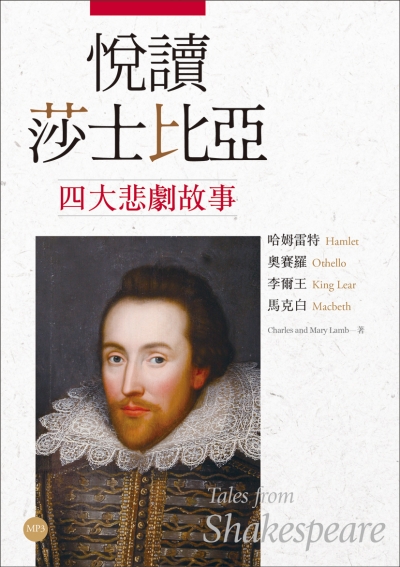 悅讀
莎士比亞
四大悲劇故事
哈姆雷特 Hamlet
奧賽羅 Othello
李爾王 King Lear
馬克白 Macbeth
Charles and Mary Lamb—著
Tales from
Shakespeare
MP3